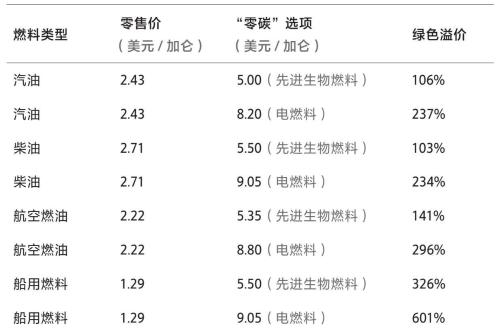 燃料类型 零售价 “零碳”选项 绿色溢价
（美元/加仑） （美元/加仑）
汽油 2.43 5.00（先进生物燃料） 106%
汽油 2.43 8.20（电燃料） 237%
柴油 2.71 5.50（先进生物燃料） 103%
柴油 2.71 9.05（电燃料） 234%
航空燃油 2.22 5.35（先进生物燃料） 141%
航空燃油 2.22 8.80（电燃料） 296%
船用燃料 1.29 5.50（先进生物燃料） 326%
船用燃料 1.29 9.05（电燃料） 601%